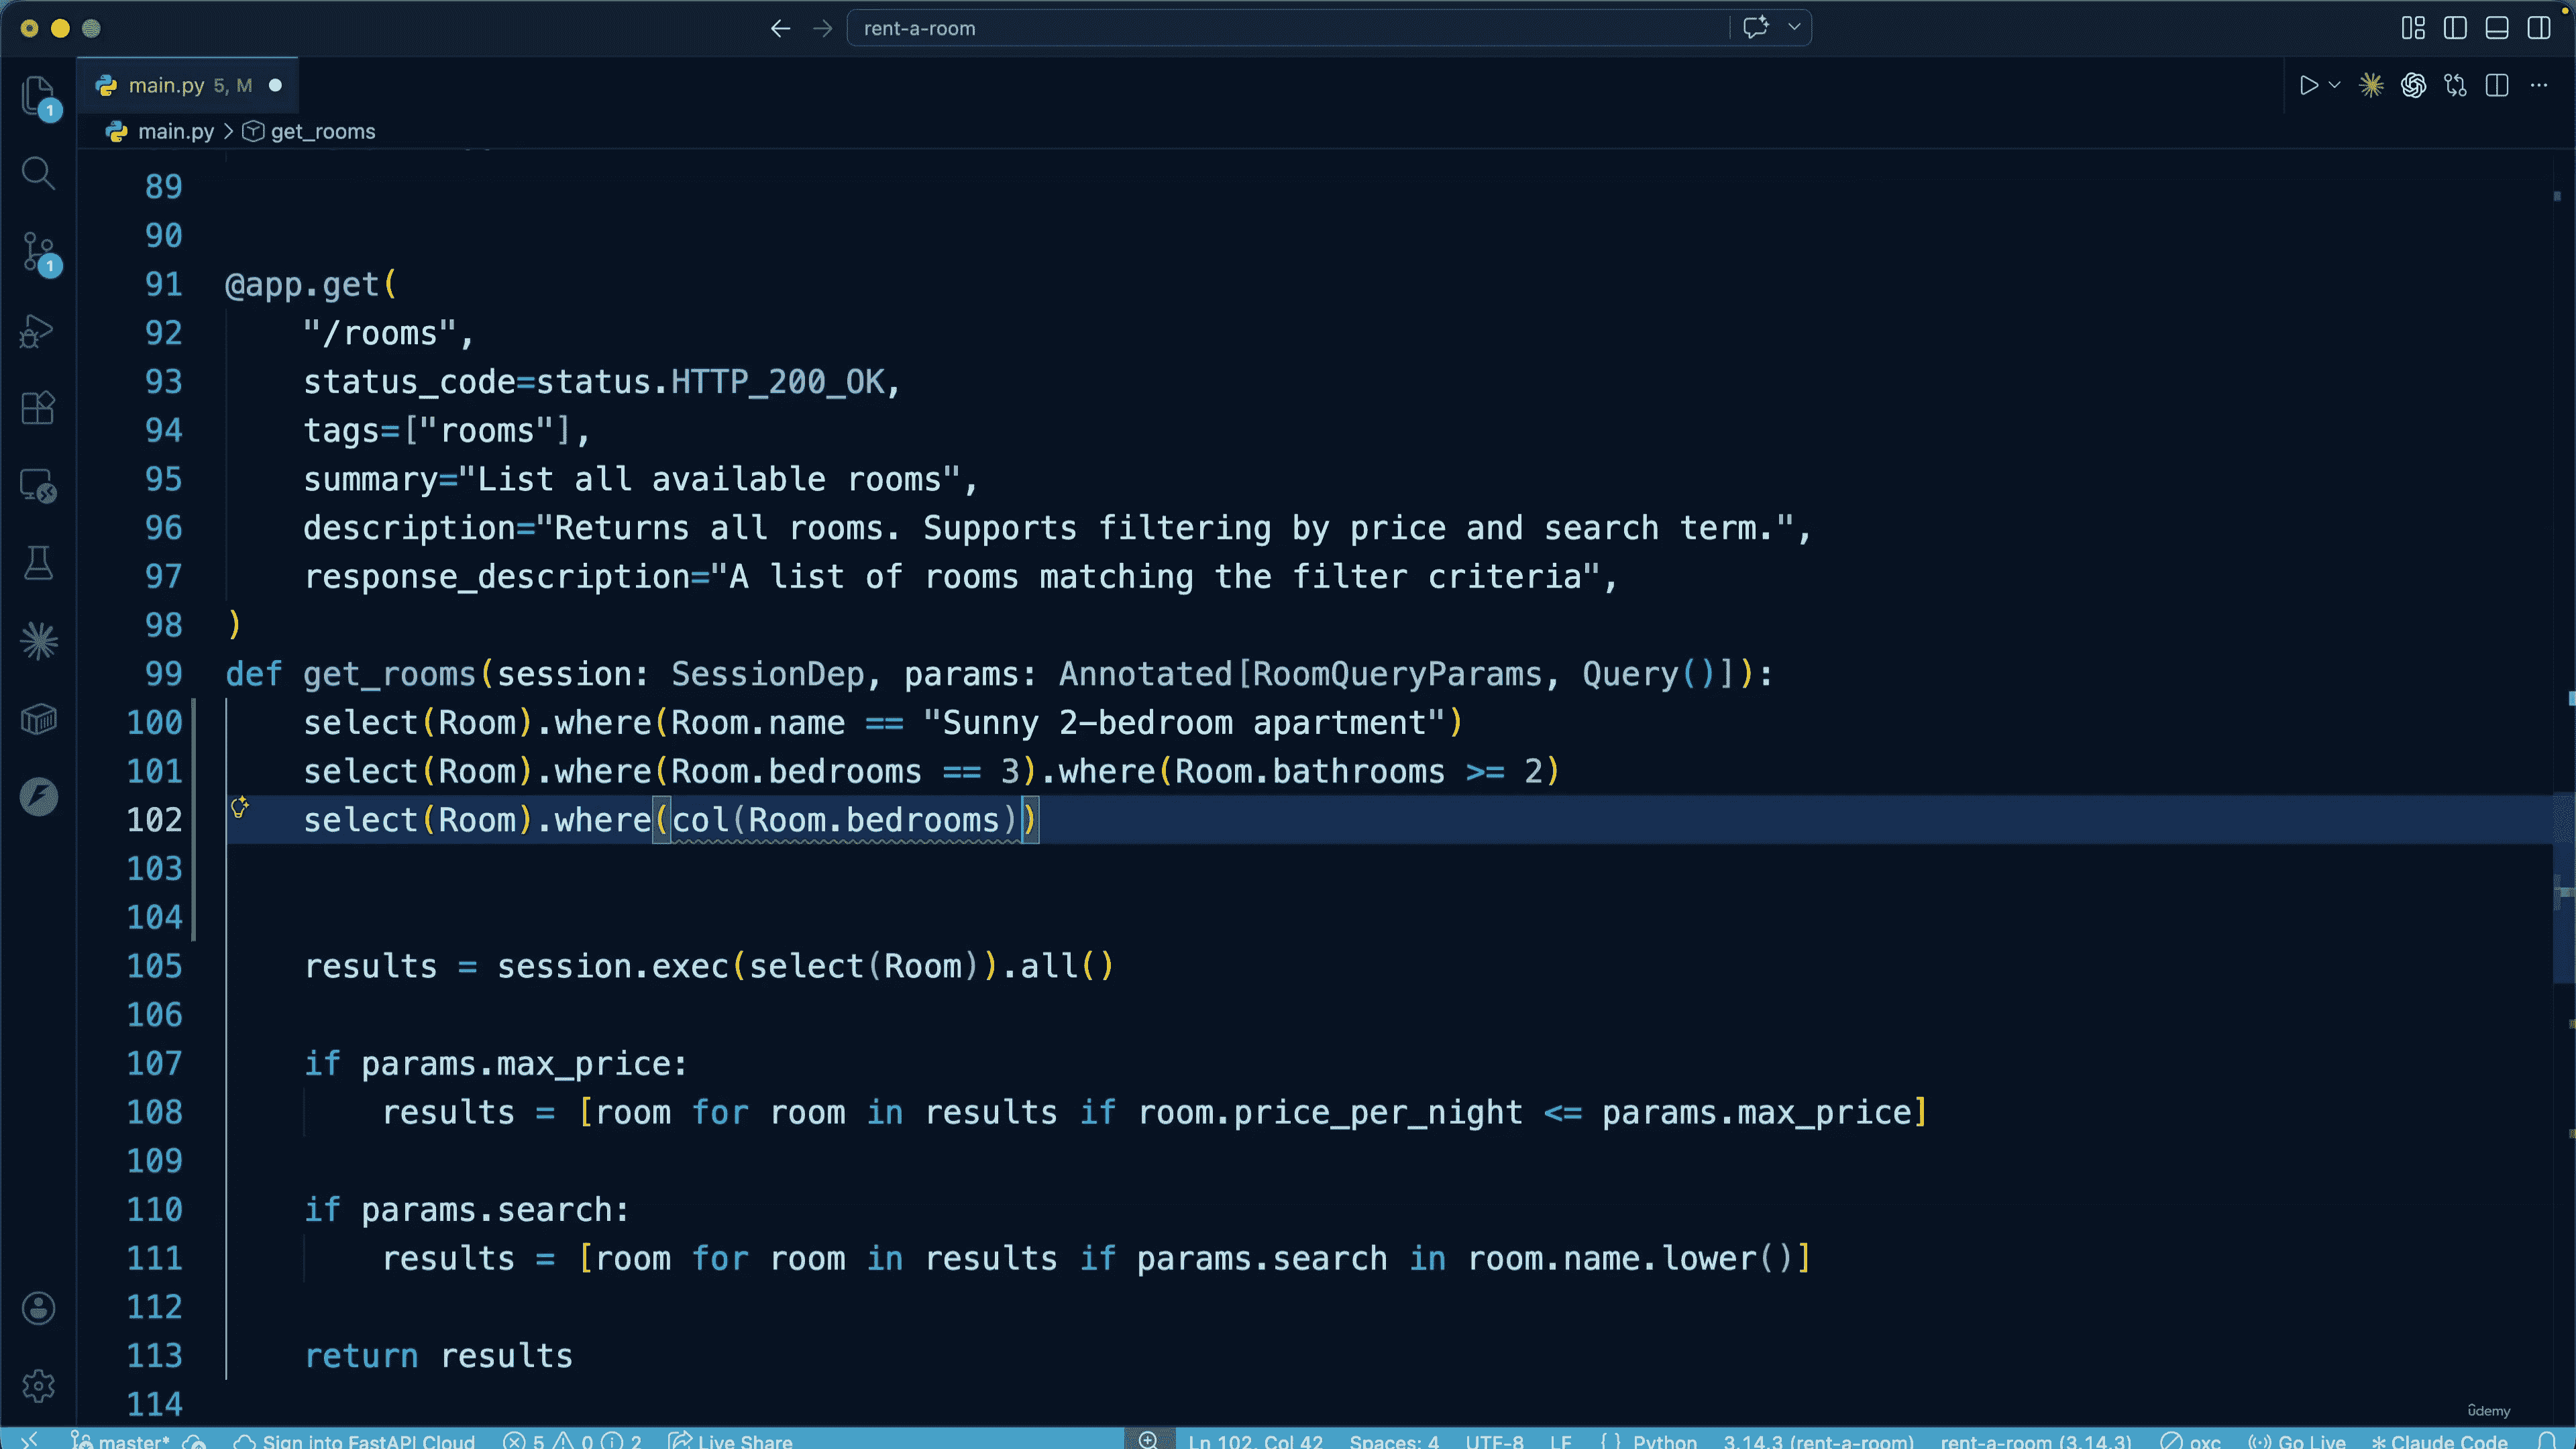 rent-a-room
main.py 5, M
1
main.py > get_rooms
1
89
90
91 @app.get(
92 "/rooms",
93 status_code=status.HTTP_200_OK,
94 tags=["rooms"],
95 summary="List all available rooms",
96 description="Returns all rooms. Supports filtering by price and search term.",
97 response_description="A list of rooms matching the filter criteria",
98 )
99 def get_rooms(session: SessionDep, params: Annotated[RoomQueryParams, Query()]):
100 select(Room).where(Room.name == "Sunny 2-bedroom apartment")
101 select(Room).where(Room.bedrooms == 3).where(Room.bathrooms >= 2)
102 select(Room).where(col(Room.bedrooms))
103
104
105 results = session.exec(select(Room)).all()
106
107 if params.max_price:
108 results = [room for room in results if room.price_per_night <= params.max_price]
109
110 if params.search:
111 results = [room for room in results if params.search in room.name.lower()]
112
113 return results
114
ûdemy
master* Sign into FastAPI Cloud 5 0 2 Live Share Ln 102, Col 42 Spaces: 4 UTF-8 LF { } Python 3.14.3 (rent-a-room) rent-a-room (3.14.3) oxc Go Live Claude Code